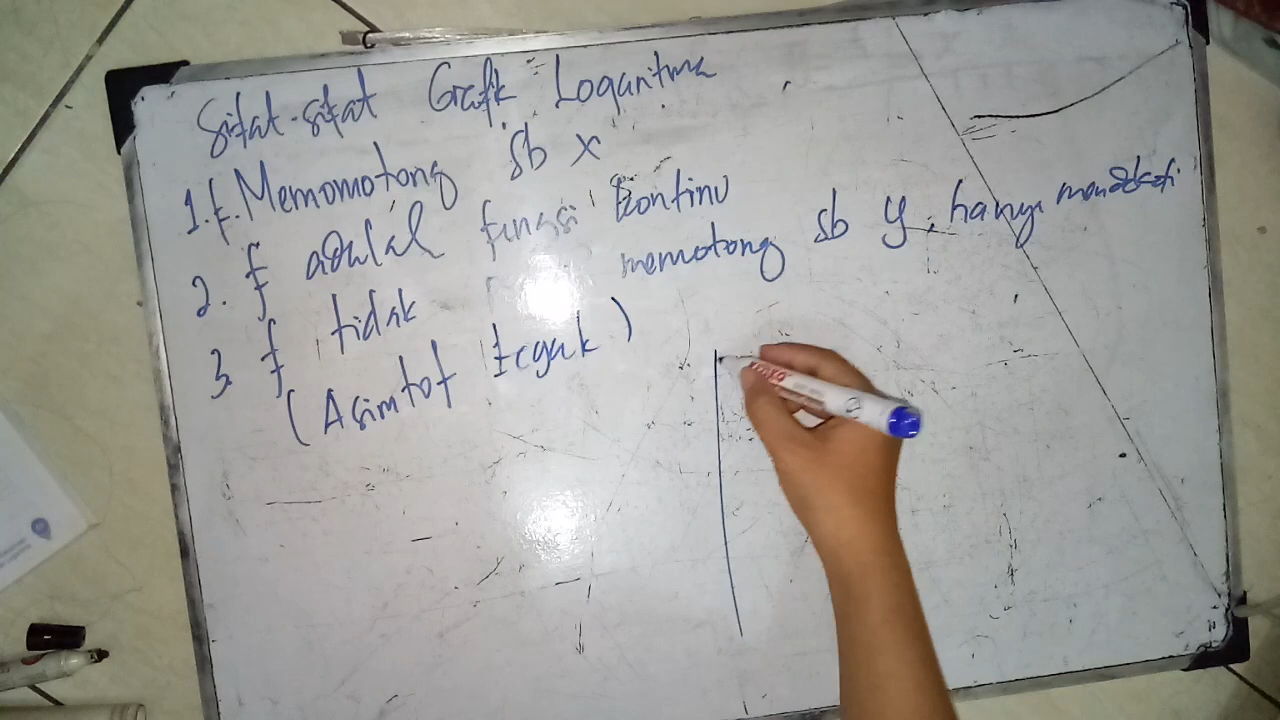 Sifat-sifat Grafik Logaritma
1. f. Memomotong sb x
2. f adalah fungsi kontinu
3. f tidak memotong sb y, hanya mendekati
(Asimtot tegak)